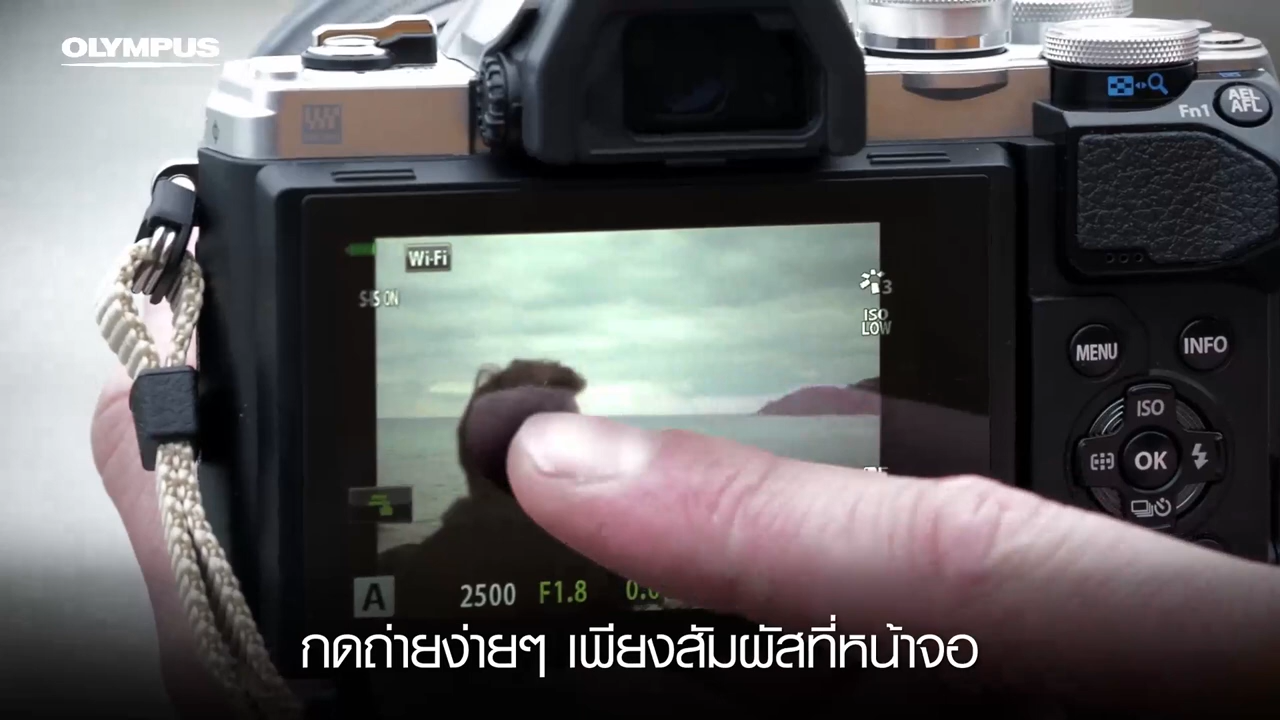 OLYMPUS
AEL
AFL
Fn1
Wi-Fi
S-IS ON
3
ISO
LOW
MENU
INFO
ISO
OK
A
2500
F1.8
กดถ่ายง่ายๆ เพียงสัมผัสที่หน้าจอ